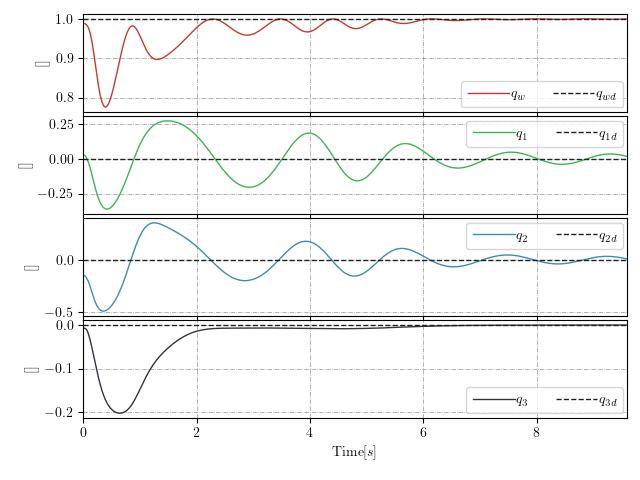 1.0
0.9
0.8
[]
q_w q_wd
0.25
0.00
−0.25
[]
q_1 q_1d
0.0
−0.5
[]
q_2 q_2d
0.0
−0.1
−0.2
[]
q_3 q_3d
0 2 4 6 8
Time[s]